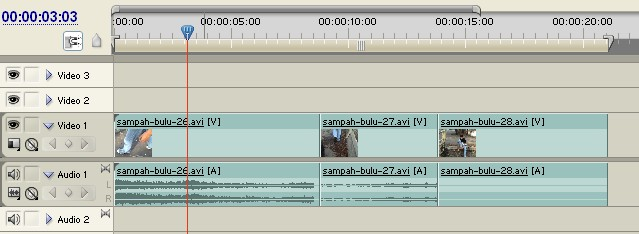 00:00:03:03
:00:00 00:00:05:00 00:00:10:00 00:00:15:00 00:00:20:00
Video 3
Video 2
Video 1 sampah-bulu-26.avi [V] sampah-bulu-27.avi [V] sampah-bulu-28.avi [V]
Audio 1 sampah-bulu-26.avi [A] sampah-bulu-27.avi [A] sampah-bulu-28.avi [A]
L
R
Audio 2